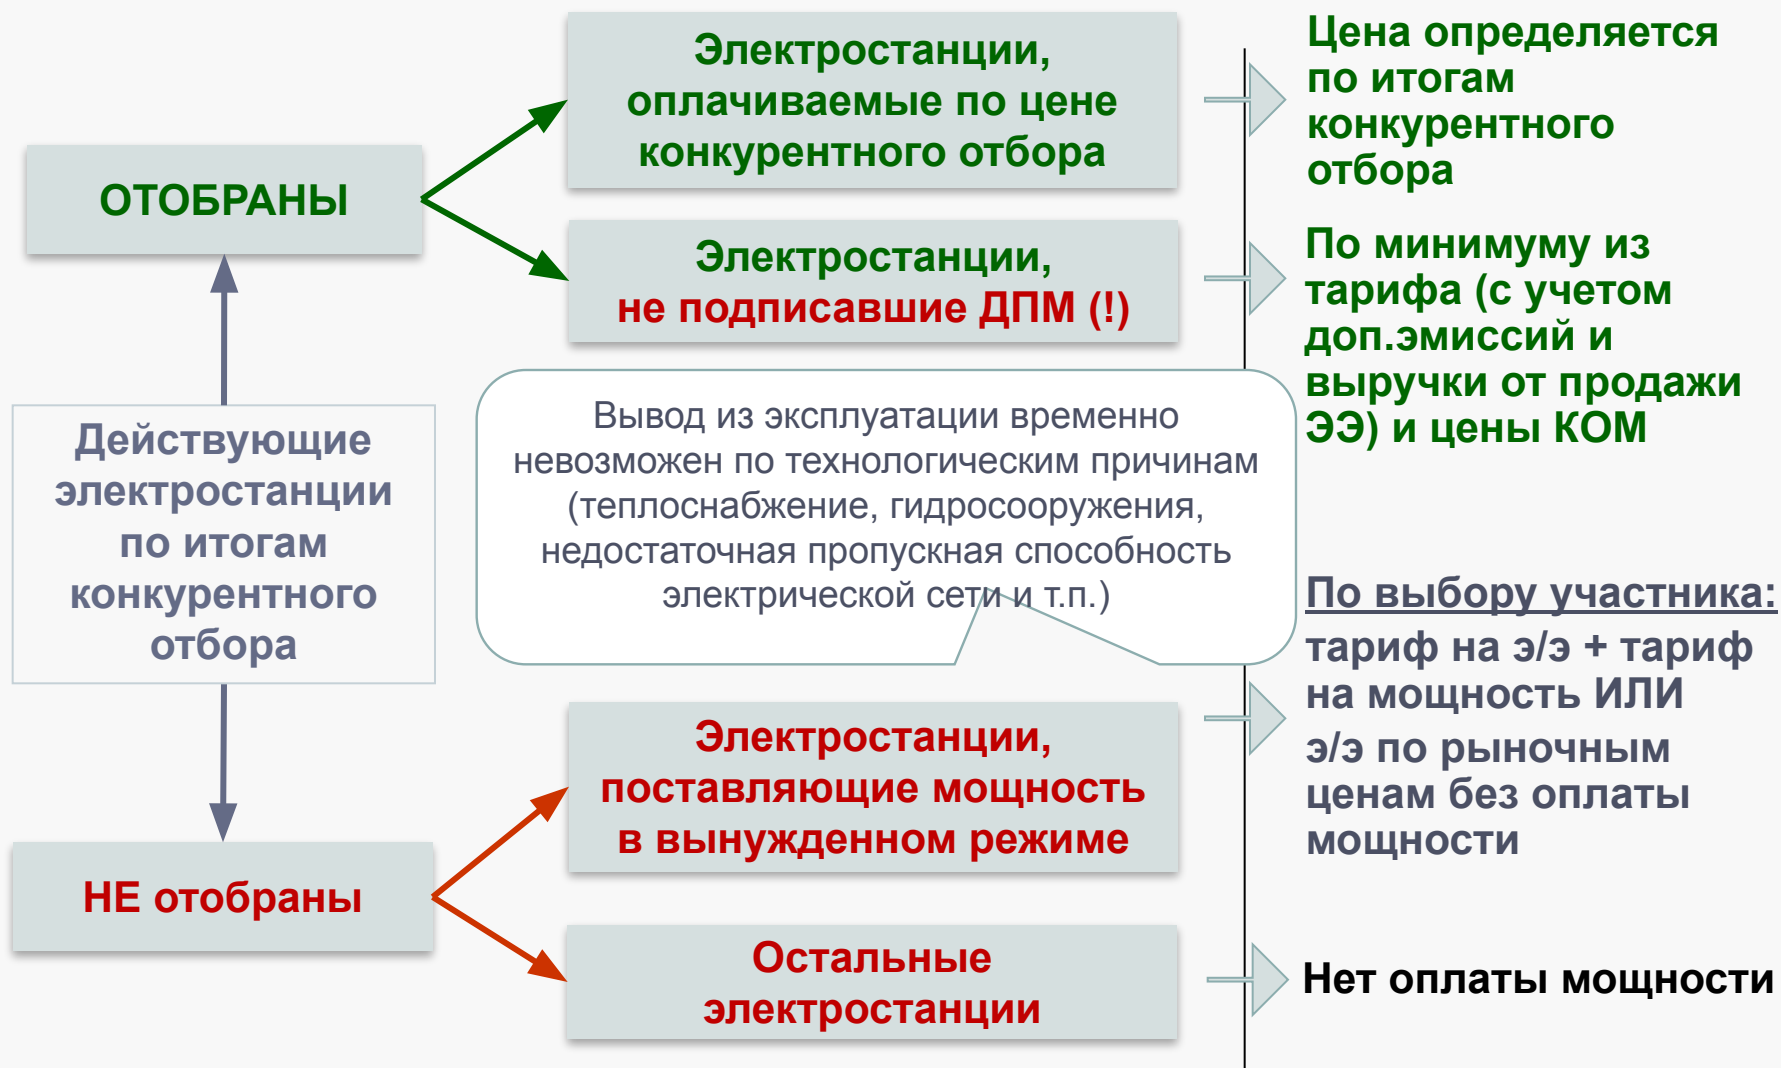 Электростанции,
оплачиваемые по цене
конкурентного отбора
Цена определяется
по итогам
конкурентного
отбора
ОТОБРАНЫ
Электростанции,
не подписавшие ДПМ (!)
По минимуму из
тарифа (с учетом
доп.эмиссий и
выручки от продажи
ЭЭ) и цены КОМ
Действующие
электростанции
по итогам
конкурентного
отбора
Вывод из эксплуатации временно
невозможен по технологическим причинам
(теплоснабжение, гидросооружения,
недостаточная пропускная способность
электрической сети и т.п.)
По выбору участника:
тариф на э/э + тариф
на мощность ИЛИ
э/э по рыночным
ценам без оплаты
мощности
Электростанции,
поставляющие мощность
в вынужденном режиме
НЕ отобраны
Остальные
электростанции
Нет оплаты мощности